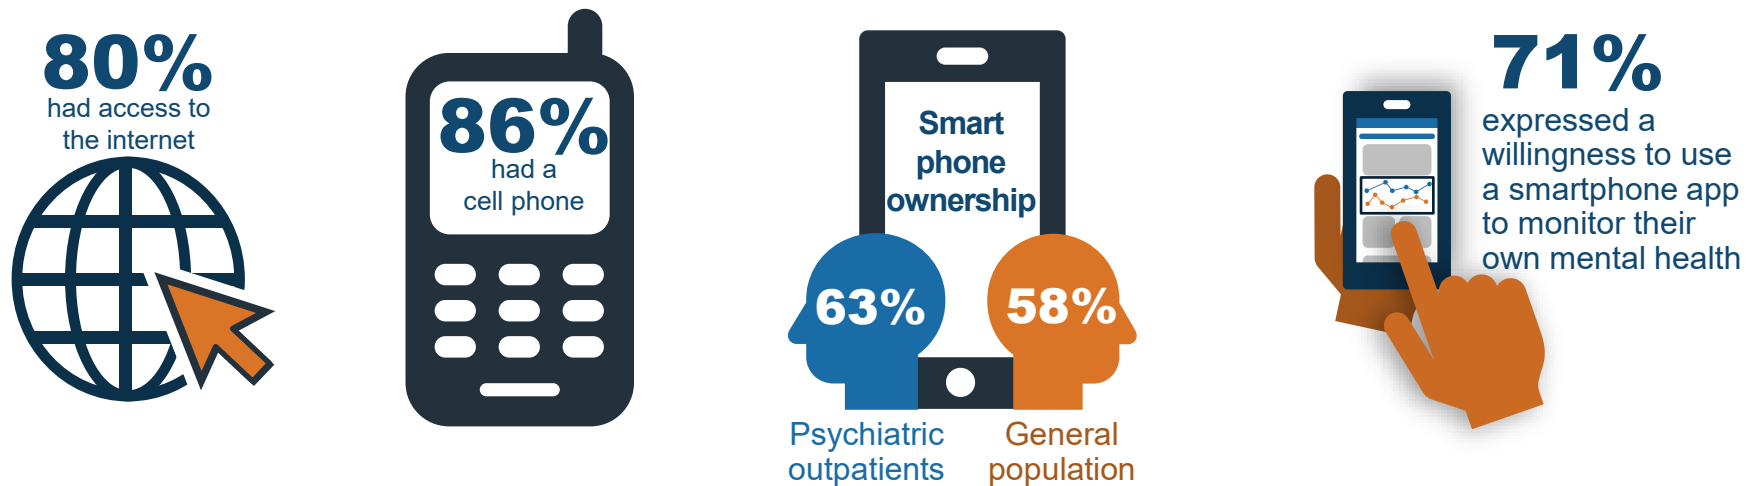 80%
had access to
the internet
86%
had a
cell phone
Smart
phone
ownership
63%
58%
Psychiatric
outpatients
General
population
71%
expressed a
willingness to use
a smartphone app
to monitor their
own mental health